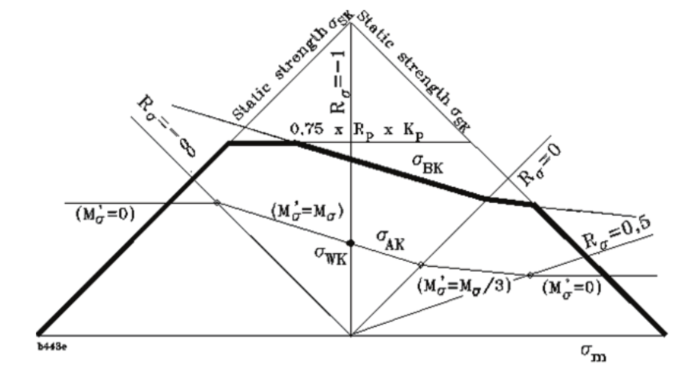 Static strength σSK
Static strength σSK
Rσ=-1
Rσ=-∞
0,75 x Rp x Kp
Rσ=0
σBK
(M'σ=0)
(M'σ=Mσ)
σAK
Rσ=0,5
σWK
(M'σ=Mσ/3)
(M'σ=0)
b443e
σm